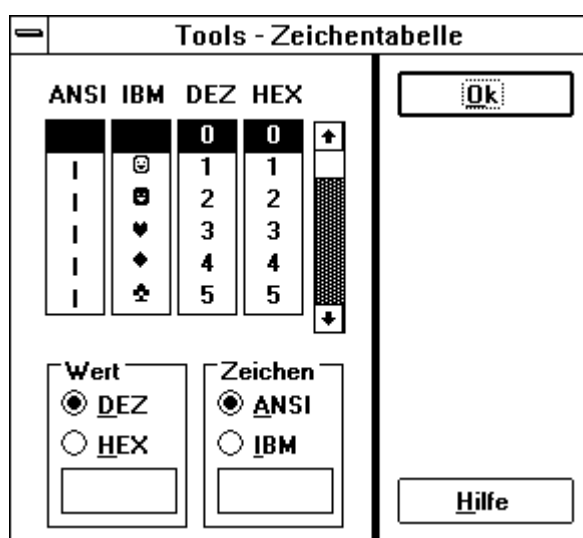 Tools - Zeichentabelle
ANSI IBM DEZ HEX
0 0
| ☺ 1 1
| ☻ 2 2
| ♥ 3 3
| ♦ 4 4
| ♣ 5 5
Wert
DEZ
HEX
Zeichen
ANSI
IBM
Ok
Hilfe